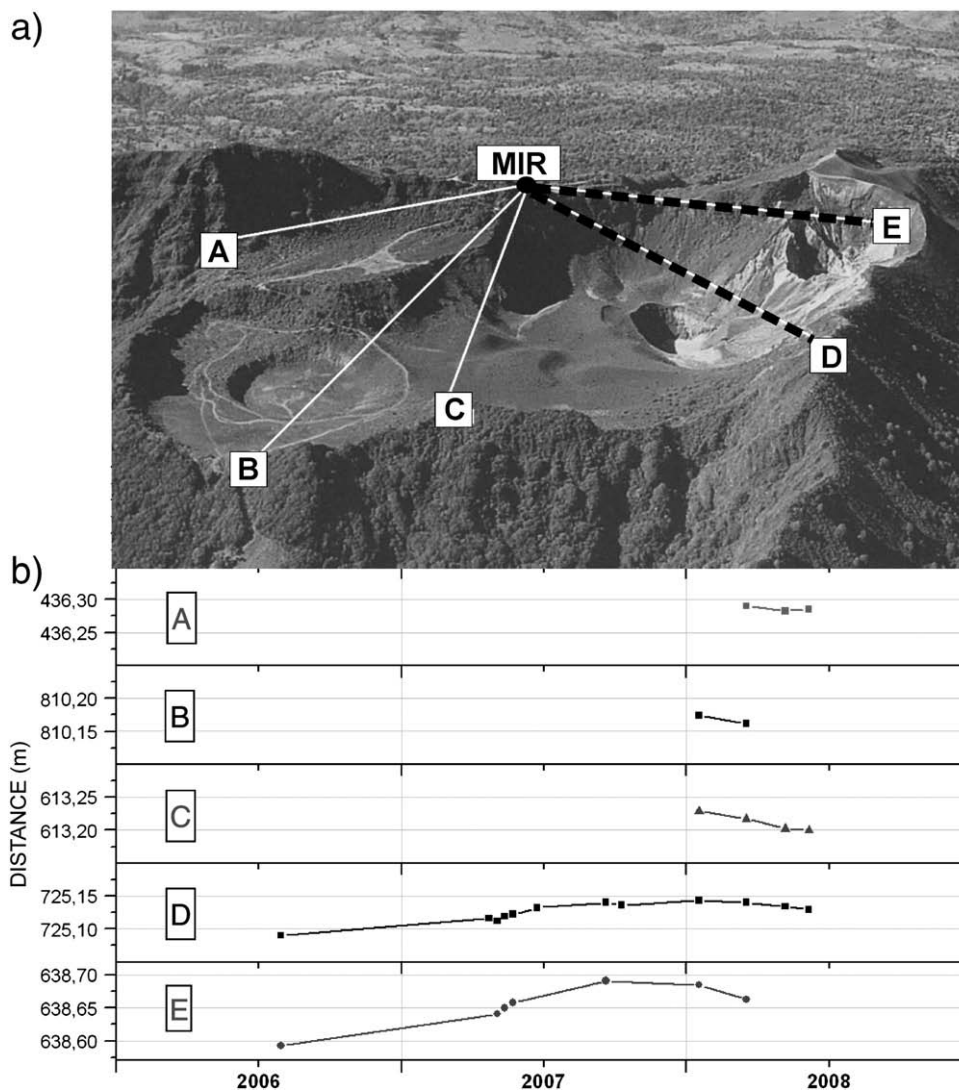 a)
MIR
A
E
D
C
B
b)
DISTANCE (m)
436,30
A
436,25
810,20
B
810,15
613,25
C
613,20
725,15
D
725,10
638,70
E
638,65
638,60
2006
2007
2008